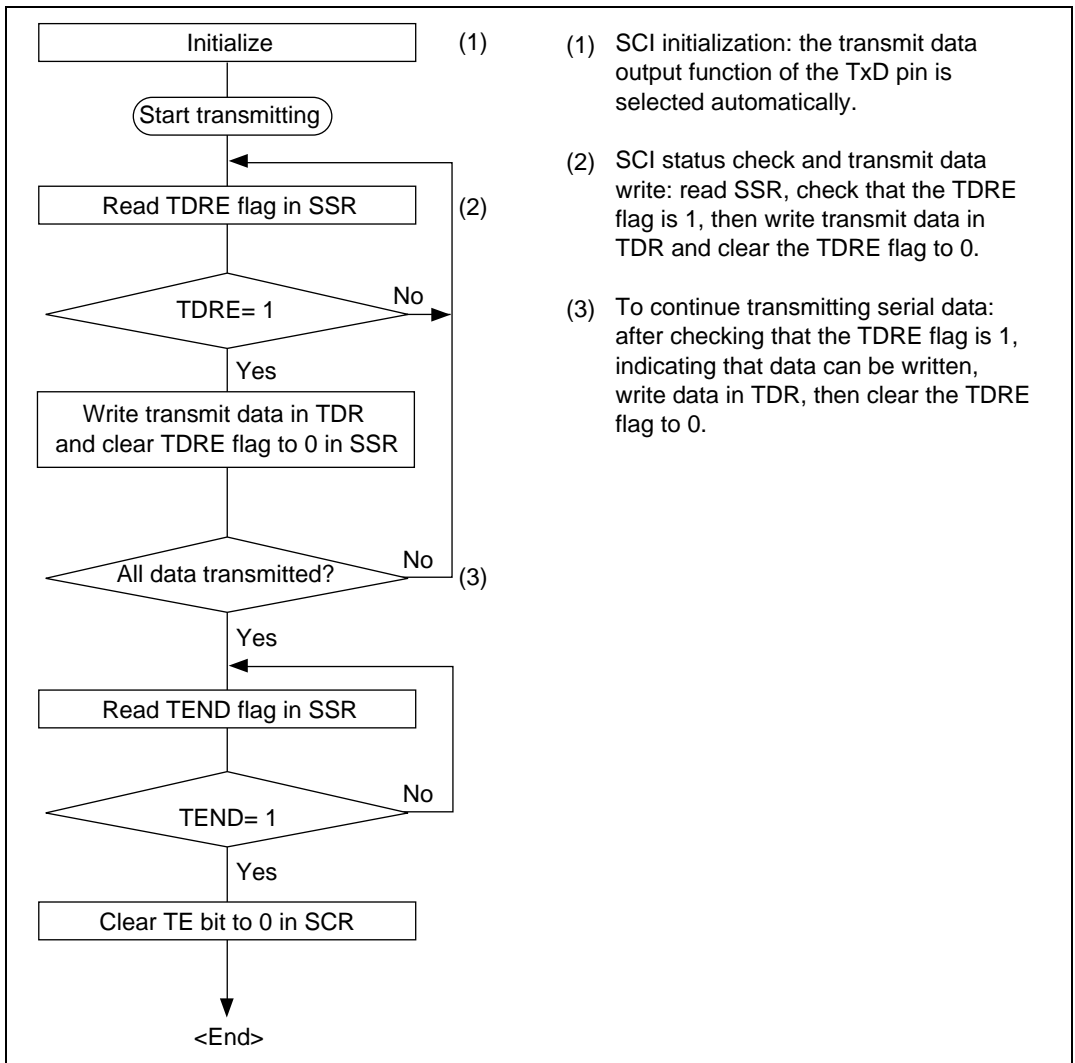 Initialize
(1)
Start transmitting
Read TDRE flag in SSR
(2)
TDRE= 1
No
Yes
Write transmit data in TDR
and clear TDRE flag to 0 in SSR
All data transmitted?
No
(3)
Yes
Read TEND flag in SSR
TEND= 1
No
Yes
Clear TE bit to 0 in SCR
<End>
(1) SCI initialization: the transmit data
output function of the TxD pin is
selected automatically.
(2) SCI status check and transmit data
write: read SSR, check that the TDRE
flag is 1, then write transmit data in
TDR and clear the TDRE flag to 0.
(3) To continue transmitting serial data:
after checking that the TDRE flag is 1,
indicating that data can be written,
write data in TDR, then clear the TDRE
flag to 0.